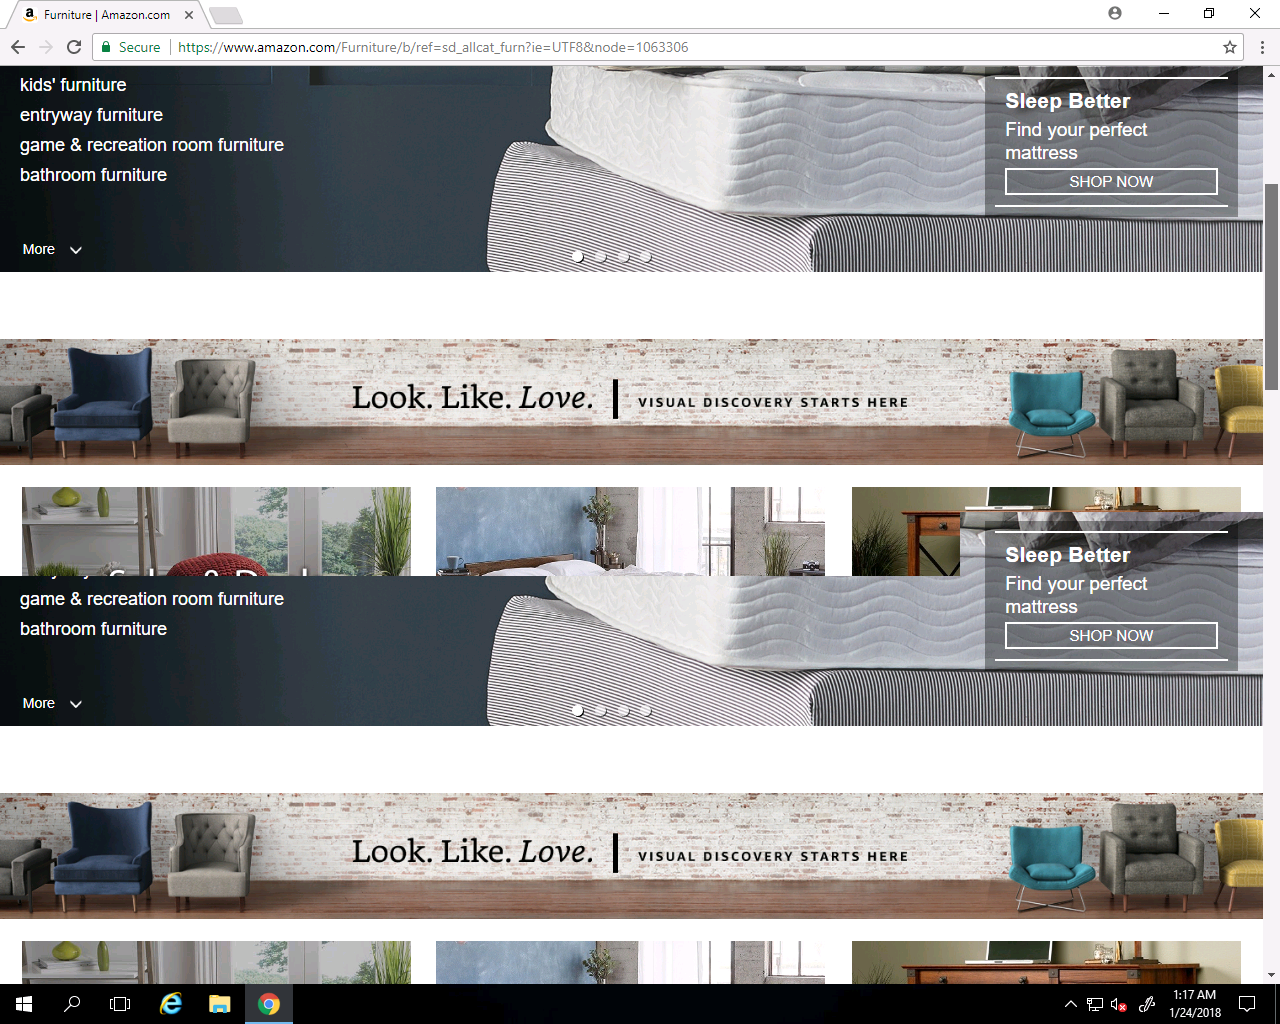 Furniture | Amazon.com
Secure
https://www.amazon.com/Furniture/b/ref=sd_allcat_furn?ie=UTF8&node=1063306
kids' furniture
entryway furniture
game & recreation room furniture
bathroom furniture
More
Sleep Better
Find your perfect
mattress
SHOP NOW
Look. Like. Love.
VISUAL DISCOVERY STARTS HERE
Sleep Better
Find your perfect
mattress
SHOP NOW
game & recreation room furniture
bathroom furniture
More
Look. Like. Love.
VISUAL DISCOVERY STARTS HERE
1:17 AM
1/24/2018